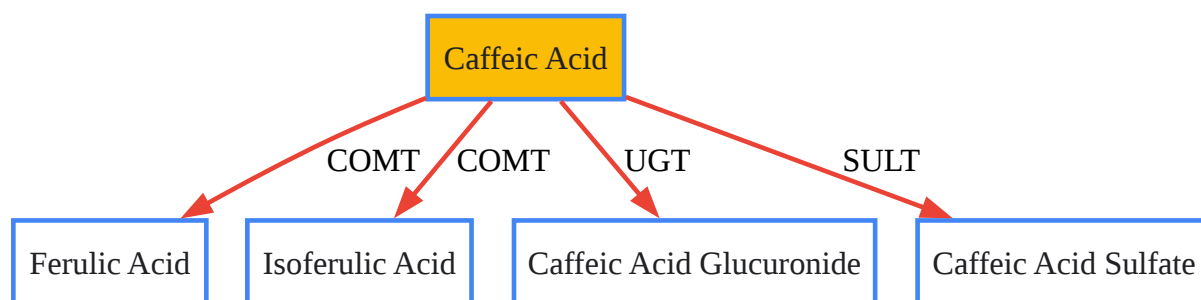 Caffeic Acid
COMT COMT UGT SULT
Ferulic Acid Isoferulic Acid Caffeic Acid Glucuronide Caffeic Acid Sulfate